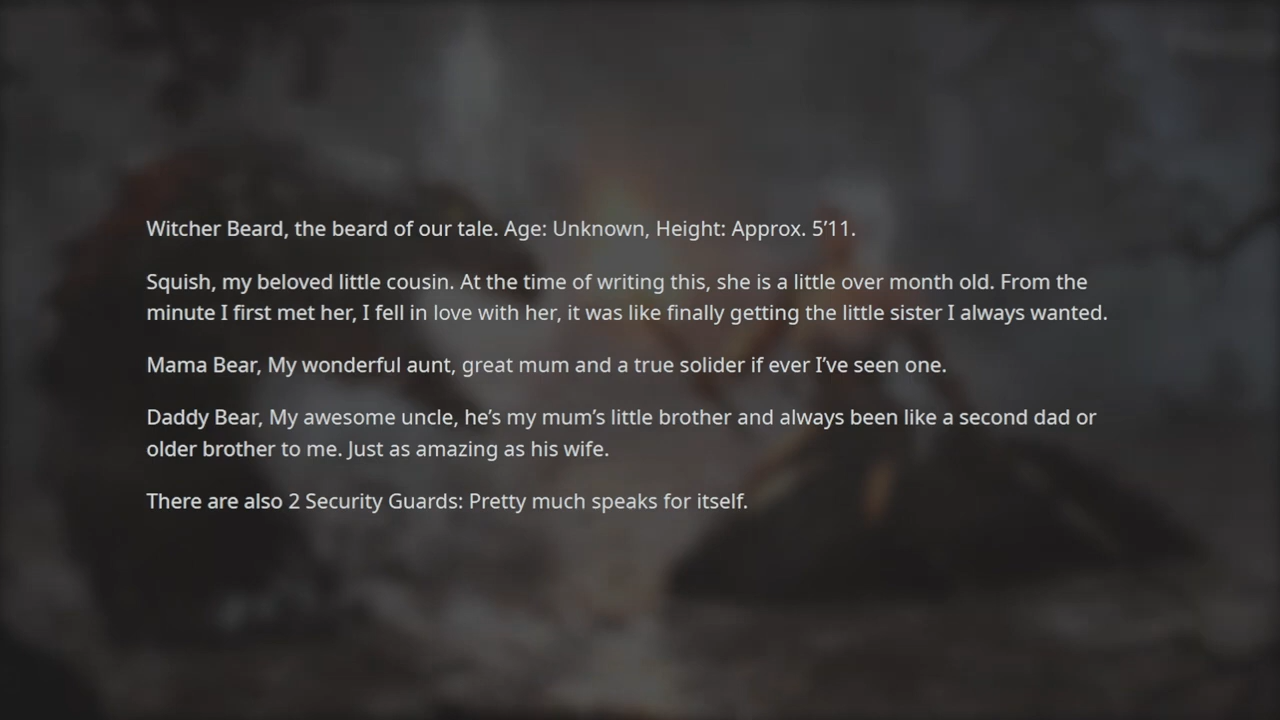 Witcher Beard, the beard of our tale. Age: Unknown, Height: Approx. 5’11.
Squish, my beloved little cousin. At the time of writing this, she is a little over month old. From the
minute I first met her, I fell in love with her, it was like finally getting the little sister I always wanted.
Mama Bear, My wonderful aunt, great mum and a true solider if ever I’ve seen one.
Daddy Bear, My awesome uncle, he’s my mum’s little brother and always been like a second dad or
older brother to me. Just as amazing as his wife.
There are also 2 Security Guards: Pretty much speaks for itself.